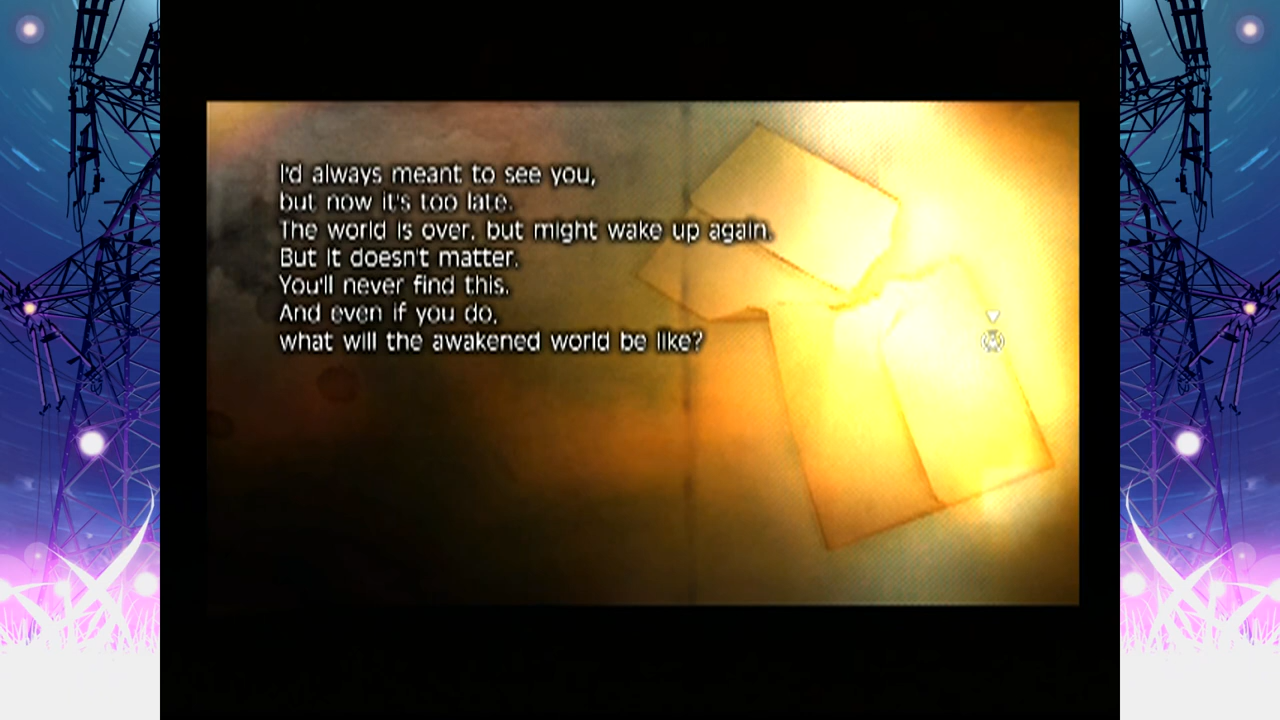 I'd always meant to see you,
but now it's too late.
The world is over, but might wake up again.
But it doesn't matter.
You'll never find this.
And even if you do,
what will the awakened world be like?